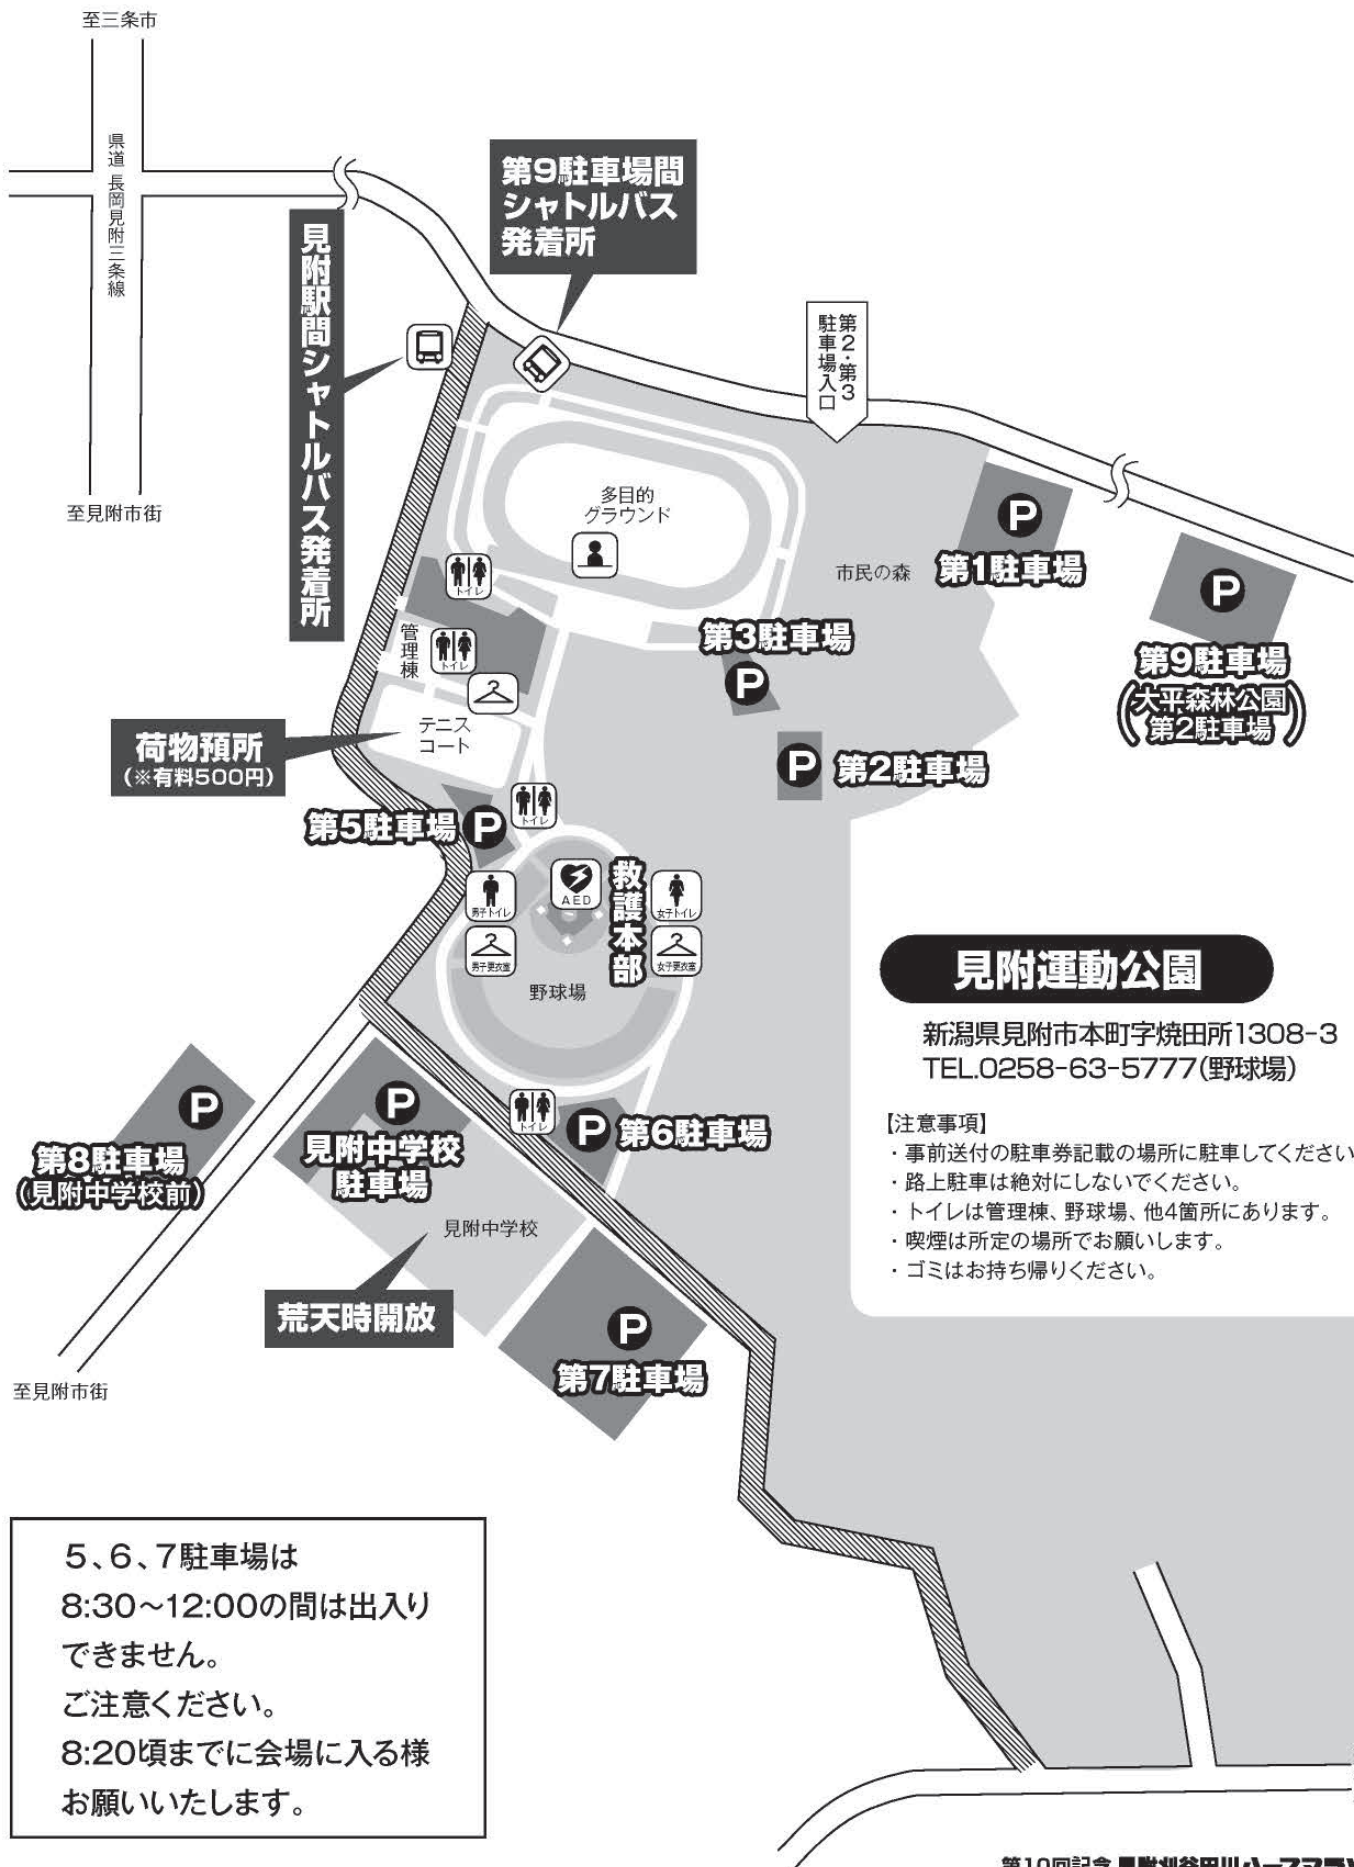 至三条市
県道 長岡見附三条線
至見附市街
第9駐車場間
シャトルバス
発着所
見附駅間シャトルバス発着所
第2・第3
駐車場入口
多目的
グラウンド
市民の森
P
第1駐車場
P
第9駐車場
(大平森林公園
第2駐車場)
トイレ
管理棟
トイレ
第3駐車場
P
テニス
コート
荷物預所
(※有料500円)
P
第2駐車場
第5駐車場
P
トイレ
AED
救護本部
男子トイレ
女子トイレ
男子更衣室
女子更衣室
野球場
見附運動公園
新潟県見附市本町字焼田所1308-3
TEL.0258-63-5777(野球場)
【注意事項】
・事前送付の駐車券記載の場所に駐車してください
・路上駐車は絶対にしないでください。
・トイレは管理棟、野球場、他4箇所にあります。
・喫煙は所定の場所でお願いします。
・ゴミはお持ち帰りください。
P
第8駐車場
(見附中学校前)
P
見附中学校
駐車場
トイレ
P
第6駐車場
見附中学校
荒天時開放
P
第7駐車場
至見附市街
5、6、7駐車場は
8:30～12:00の間は出入り
できません。
ご注意ください。
8:20頃までに会場に入る様
お願いいたします。
第10回記念 見附刈谷田川ハーフマラソ